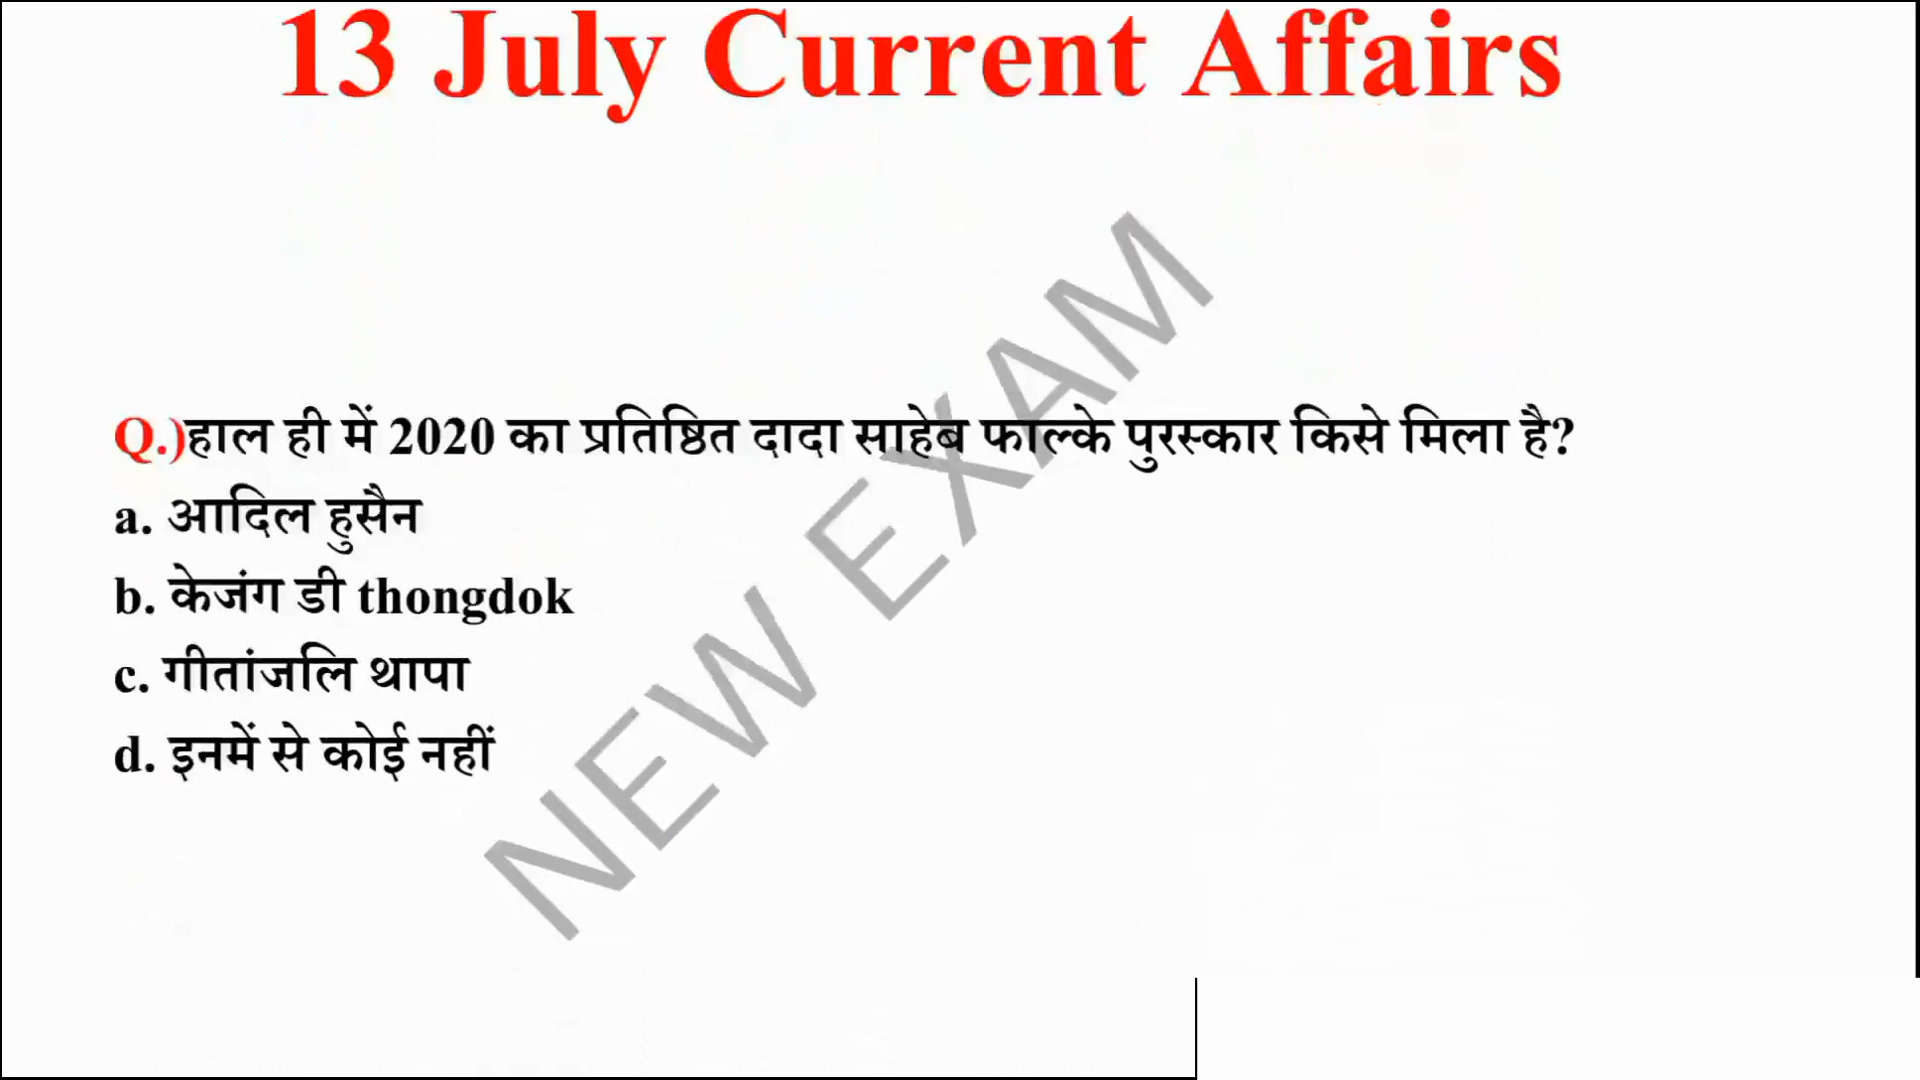 13 July Current Affairs
Q.)हाल ही में 2020 का प्रतिष्ठित दादा साहेब फाल्के पुरस्कार किसे मिला है?
a. आदिल हुसैन
b. केजंग डी thongdok
c. गीतांजलि थापा
d. इनमें से कोई नहीं
NEW EXAM